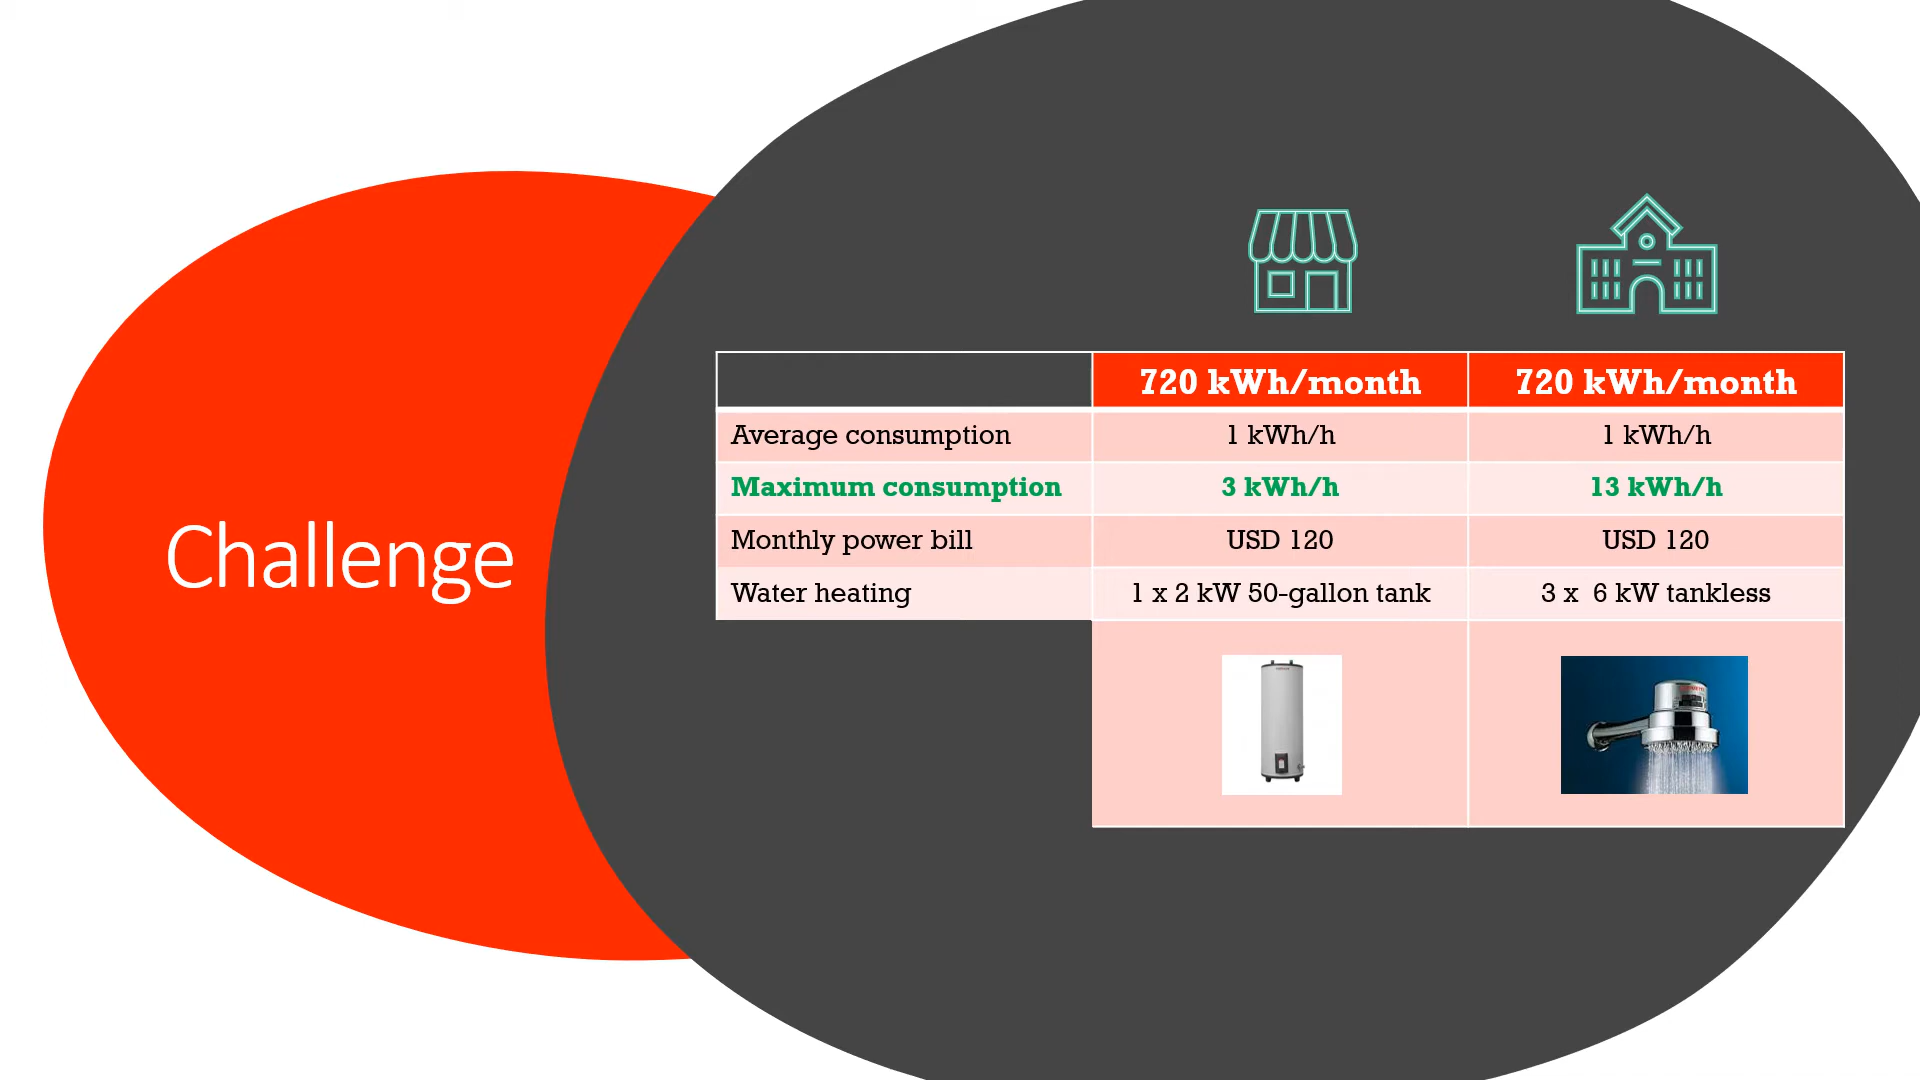 Challenge
720 kWh/month 720 kWh/month
Average consumption 1 kWh/h 1 kWh/h
Maximum consumption 3 kWh/h 13 kWh/h
Monthly power bill USD 120 USD 120
Water heating 1 x 2 kW 50-gallon tank 3 x 6 kW tankless